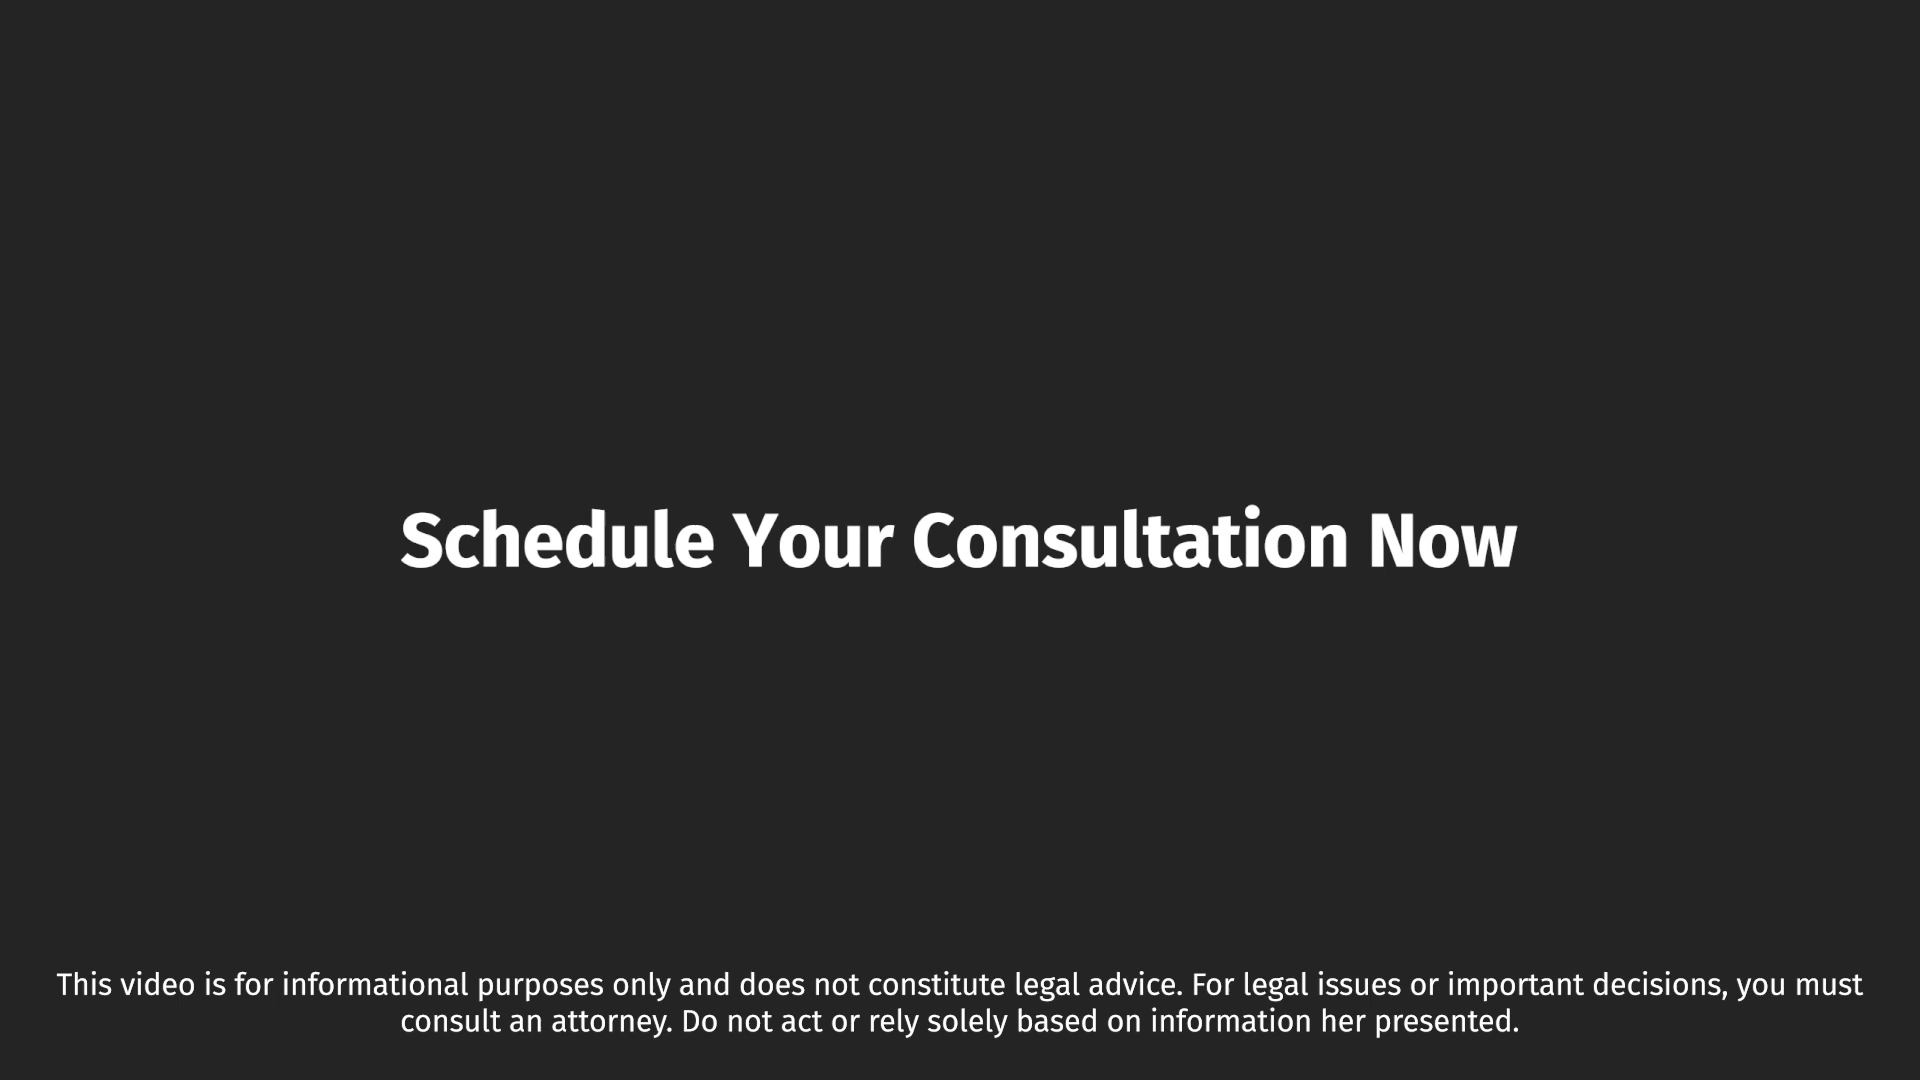 Schedule Your Consultation Now
This video is for informational purposes only and does not constitute legal advice. For legal issues or important decisions, you must
consult an attorney. Do not act or rely solely based on information her presented.